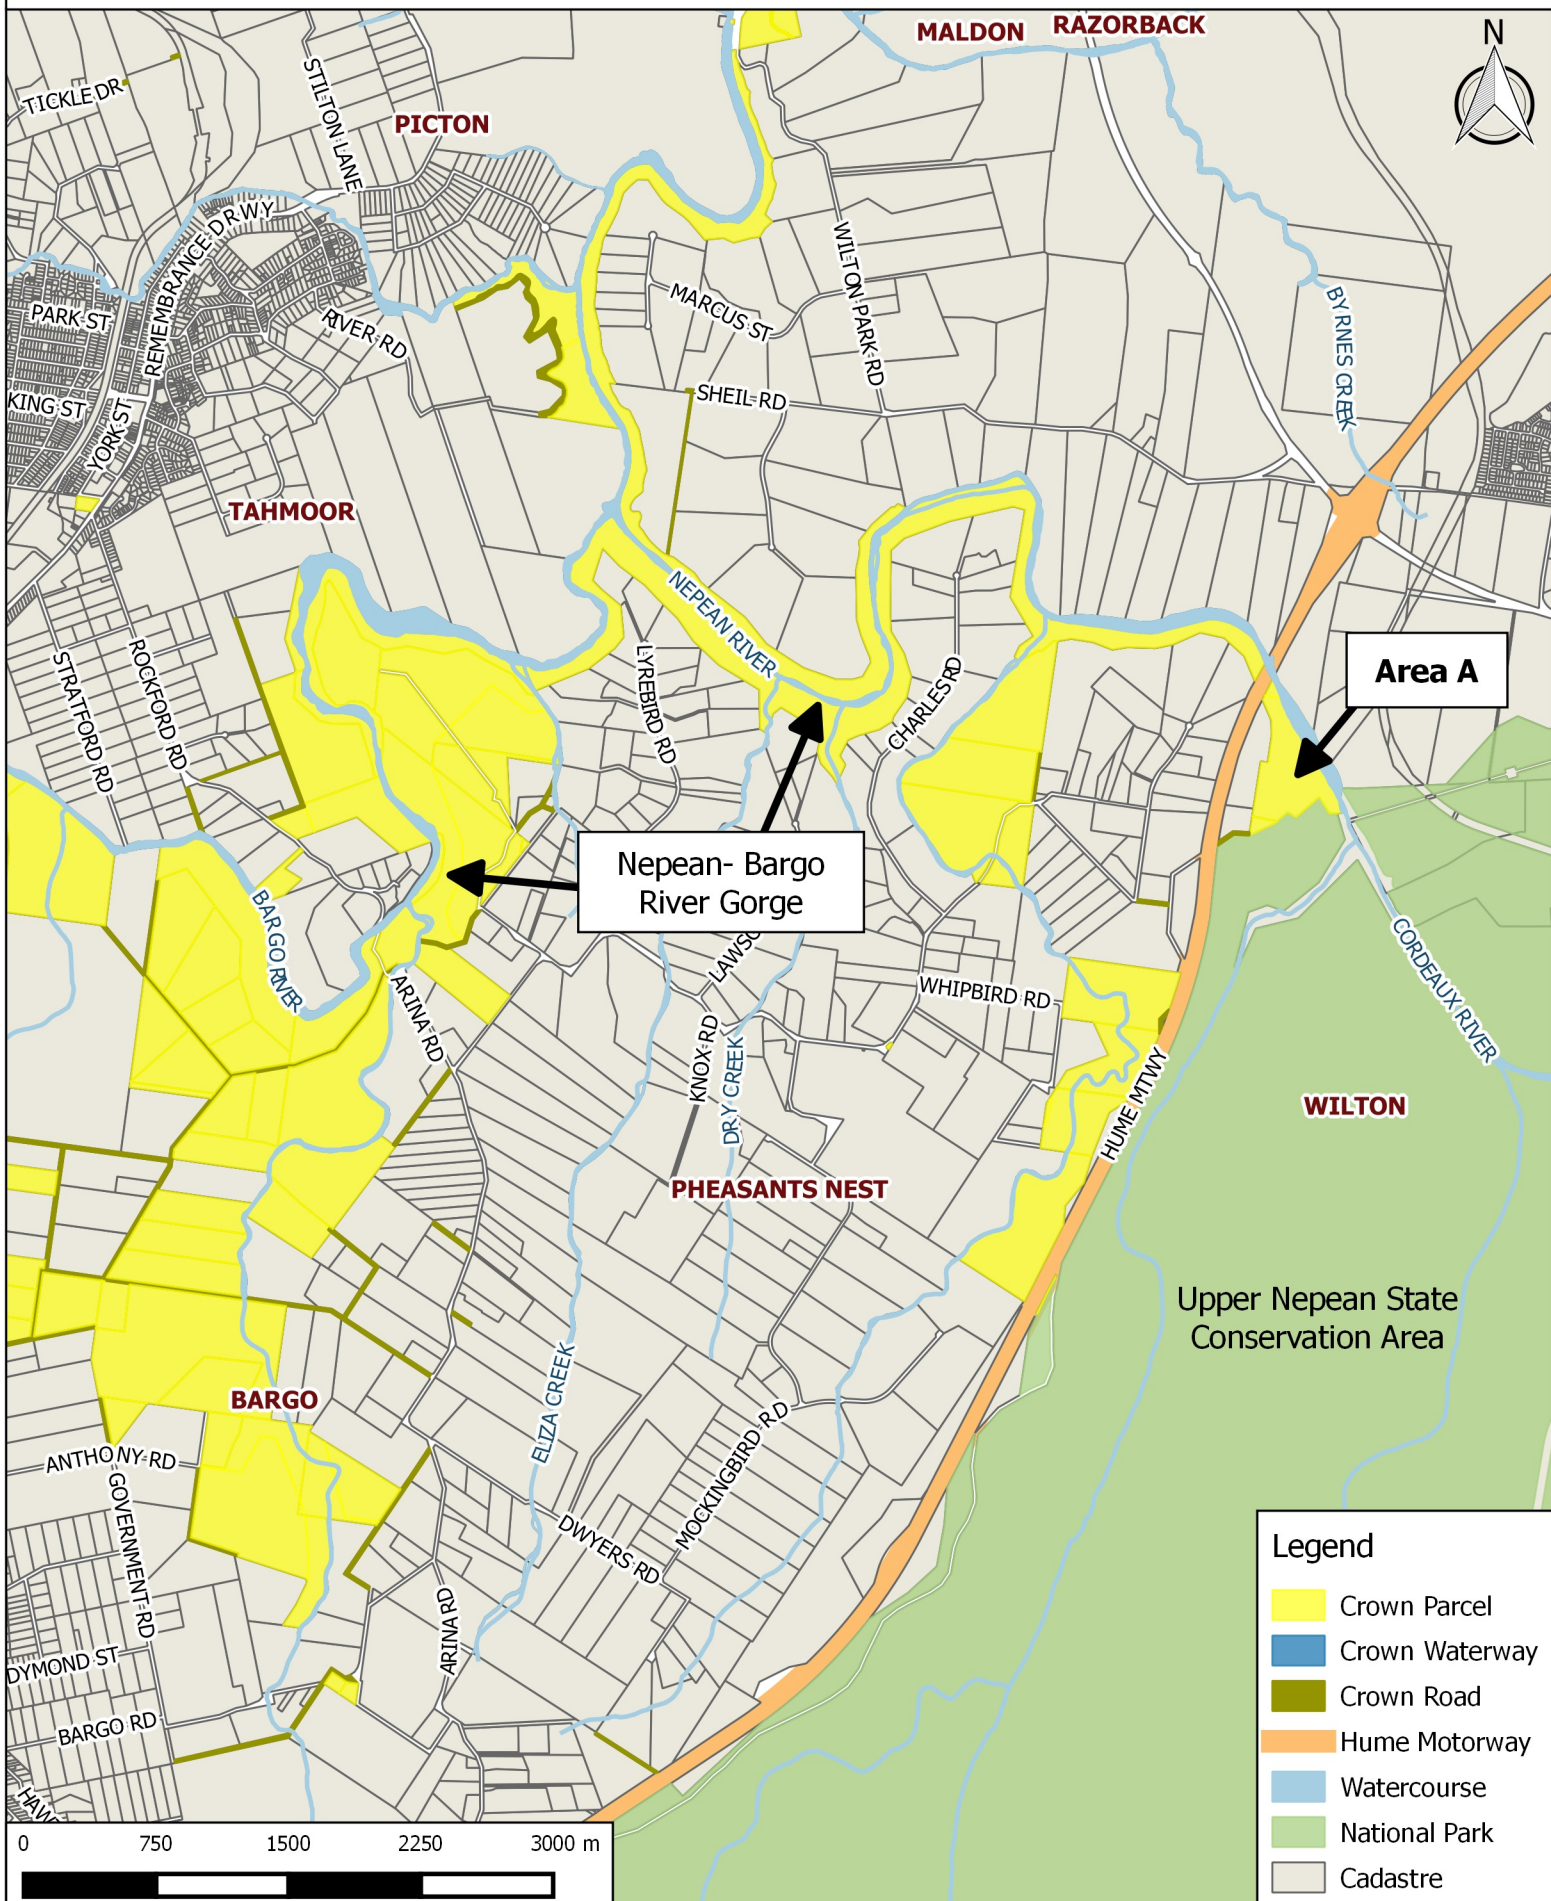 MALDON
RAZORBACK
N
TICKLE DR
STILTON LANE
PICTON
REMEMBRANCE DRWY
WILTON PARK RD
MARCUS ST
BYRNES CREEK
PARK ST
RIVER RD
KING ST
YORK ST
SHEIL RD
TAHMOOR
NEPEAN RIVER
Area A
STRATFORD RD
ROCKFORD RD
LYREBIRD RD
CHARLES RD
Nepean- Bargo
River Gorge
BARGO RIVER
CORDEAUX RIVER
LAWSO
ARINA RD
WHIPBIRD RD
KNOX RD
DRY CREEK
HUME MTWY
WILTON
PHEASANTS NEST
Upper Nepean State
Conservation Area
BARGO
ELIZA CREEK
MOCKINGBIRD RD
ANTHONY RD
GOVERNMENT RD
DWYERS RD
ARINA RD
DYMOND ST
BARGO RD
HAW
Legend
Crown Parcel
Crown Waterway
Crown Road
Hume Motorway
Watercourse
National Park
Cadastre
0 750 1500 2250 3000 m